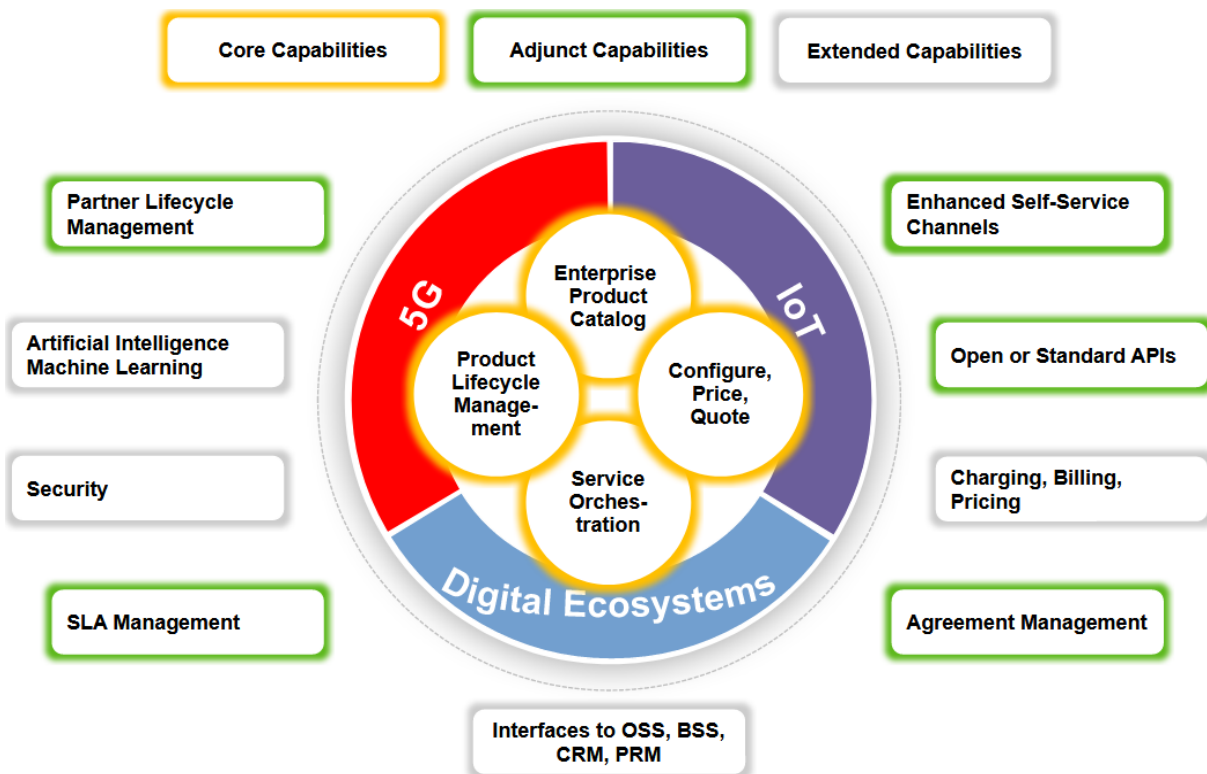 Core Capabilities
Adjunct Capabilities
Extended Capabilities
Partner Lifecycle
Management
Enhanced Self-Service
Channels
5G
IoT
Enterprise
Product
Catalog
Artificial Intelligence
Machine Learning
Product
Lifecycle
Manage-
ment
Configure,
Price,
Quote
Open or Standard APIs
Security
Service
Orches-
tration
Charging, Billing,
Pricing
Digital Ecosystems
SLA Management
Agreement Management
Interfaces to OSS, BSS,
CRM, PRM